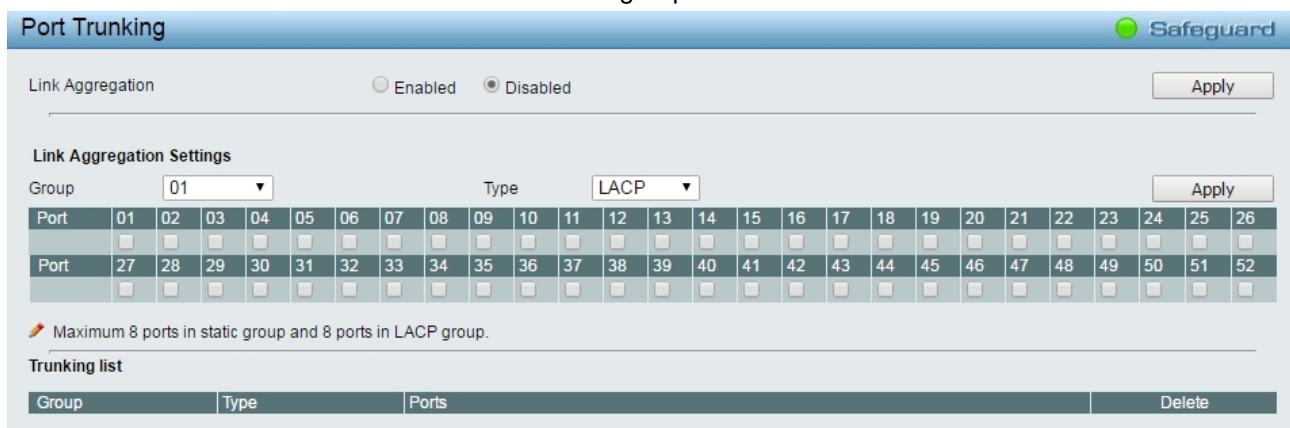 Port Trunking Safeguard
Link Aggregation Enabled Disabled Apply
Link Aggregation Settings
Group 01 Type LACP Apply
Port 01 02 03 04 05 06 07 08 09 10 11 12 13 14 15 16 17 18 19 20 21 22 23 24 25 26
Port 27 28 29 30 31 32 33 34 35 36 37 38 39 40 41 42 43 44 45 46 47 48 49 50 51 52
Maximum 8 ports in static group and 8 ports in LACP group.
Trunking list
Group Type Ports Delete